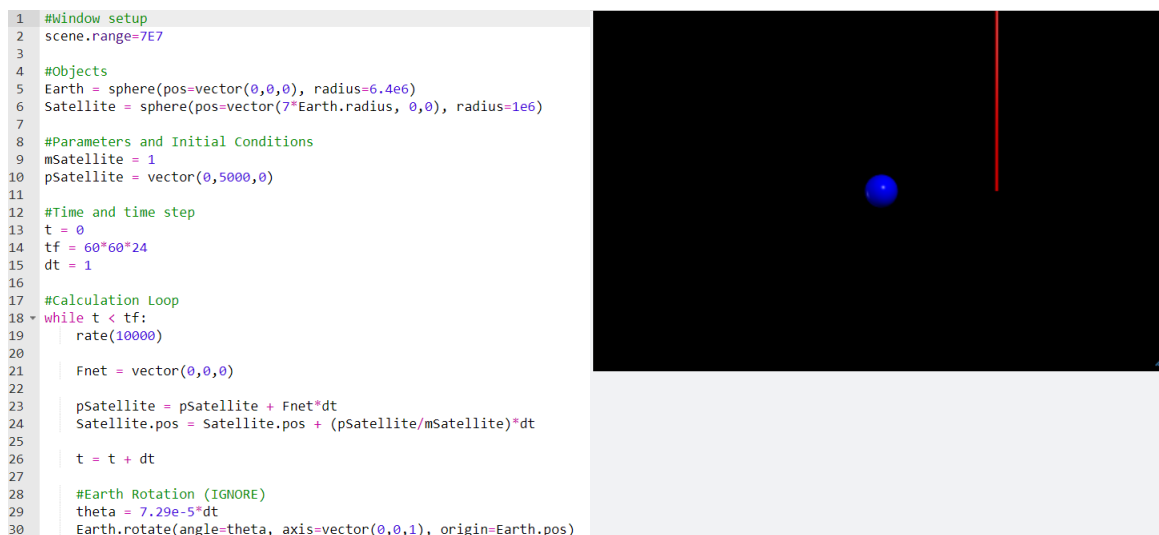 1 #Window setup
2 scene.range=7E7
3
4 #Objects
5 Earth = sphere(pos=vector(0,0,0), radius=6.4e6)
6 Satellite = sphere(pos=vector(7*Earth.radius, 0,0), radius=1e6)
7
8 #Parameters and Initial Conditions
9 mSatellite = 1
10 pSatellite = vector(0,5000,0)
11
12 #Time and time step
13 t = 0
14 tf = 60*60*24
15 dt = 1
16
17 #Calculation Loop
18 while t < tf:
19 rate(10000)
20
21 Fnet = vector(0,0,0)
22
23 pSatellite = pSatellite + Fnet*dt
24 Satellite.pos = Satellite.pos + (pSatellite/mSatellite)*dt
25
26 t = t + dt
27
28 #Earth Rotation (IGNORE)
29 theta = 7.29e-5*dt
30 Earth.rotate(angle=theta, axis=vector(0,0,1), origin=Earth.pos)